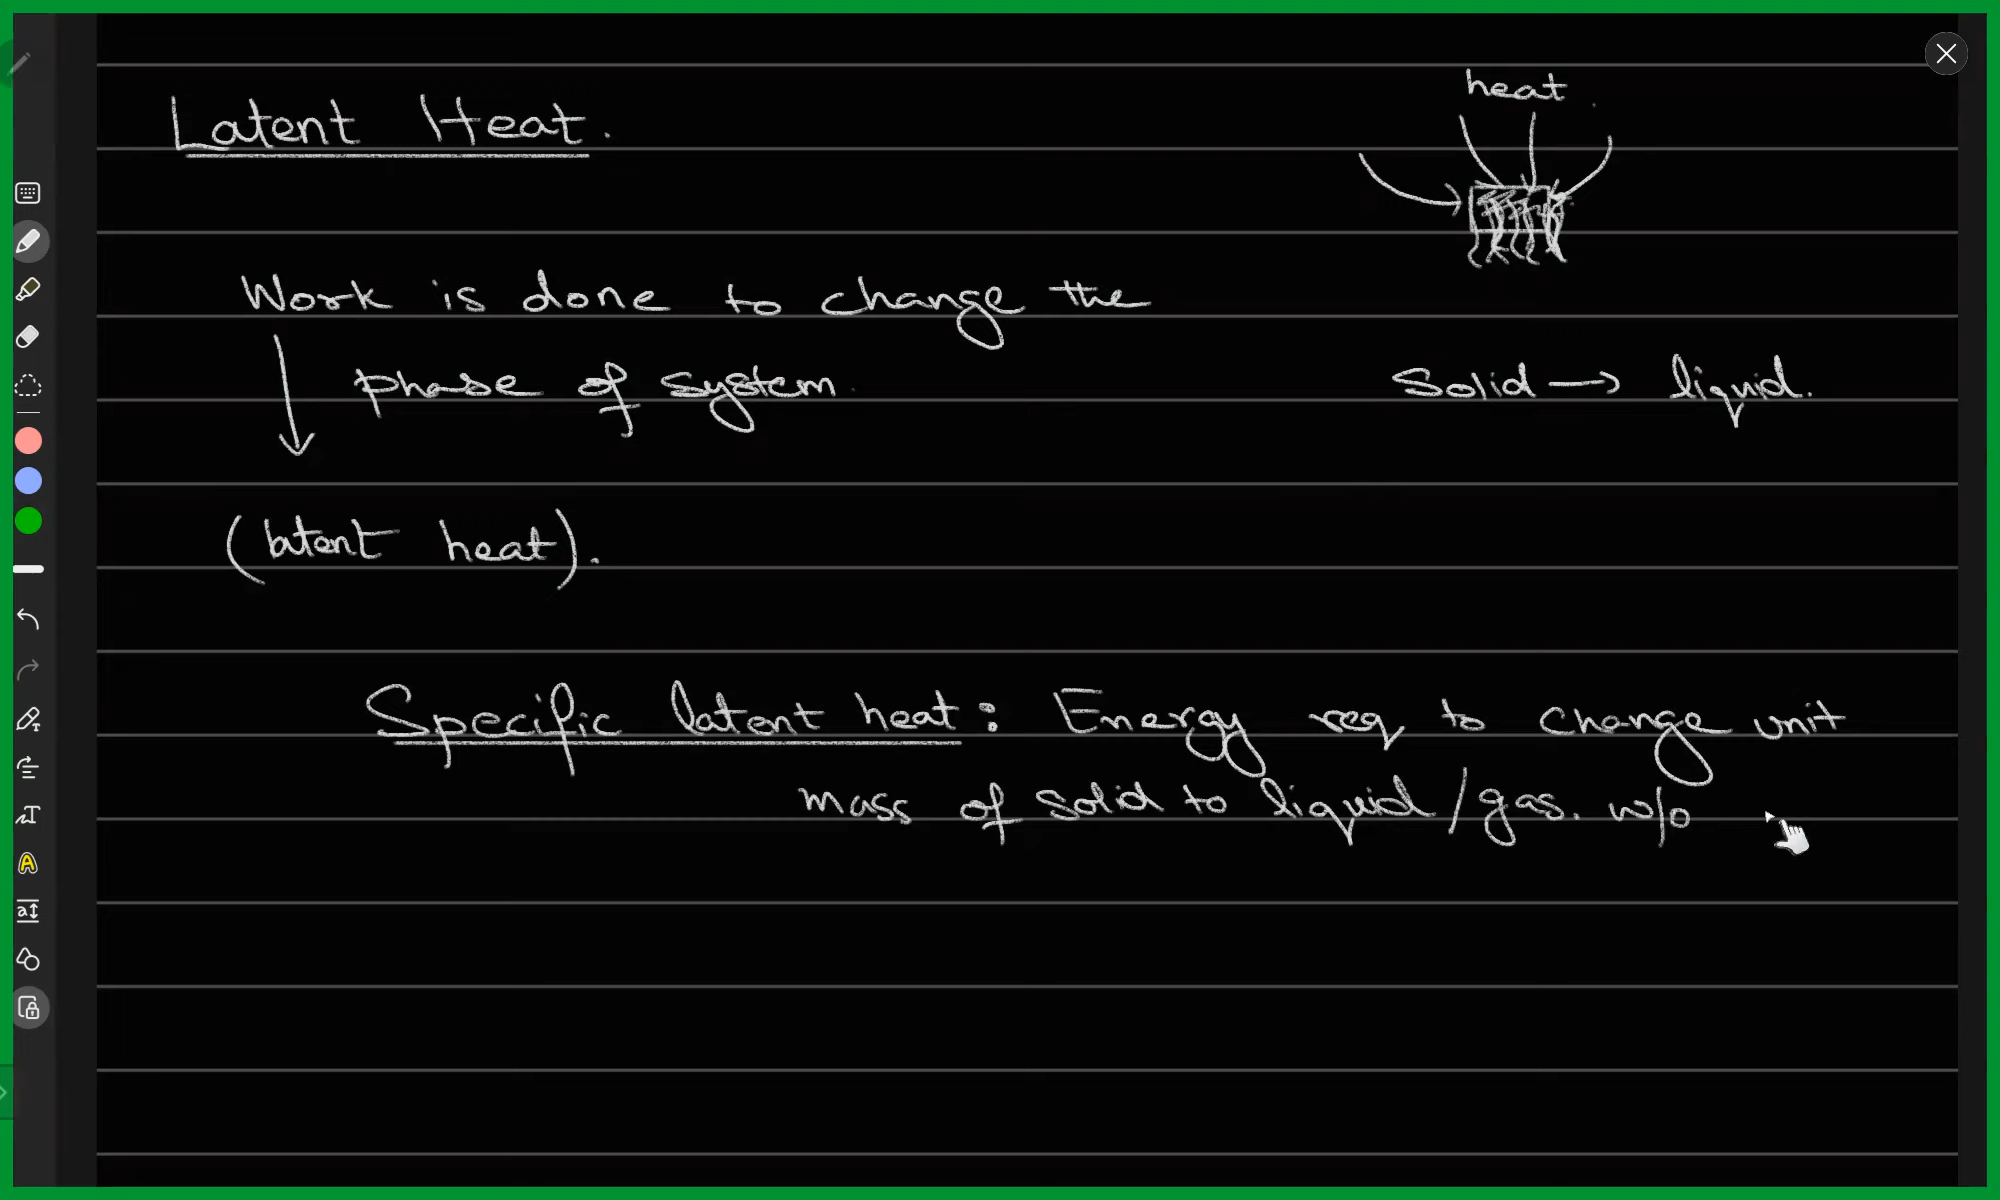 Latent Heat.
heat
Work is done to change the
phase of system
Solid → liquid.
(latent heat).
Specific latent heat: Energy req to change unit
mass of solid to liquid/gas. w/o